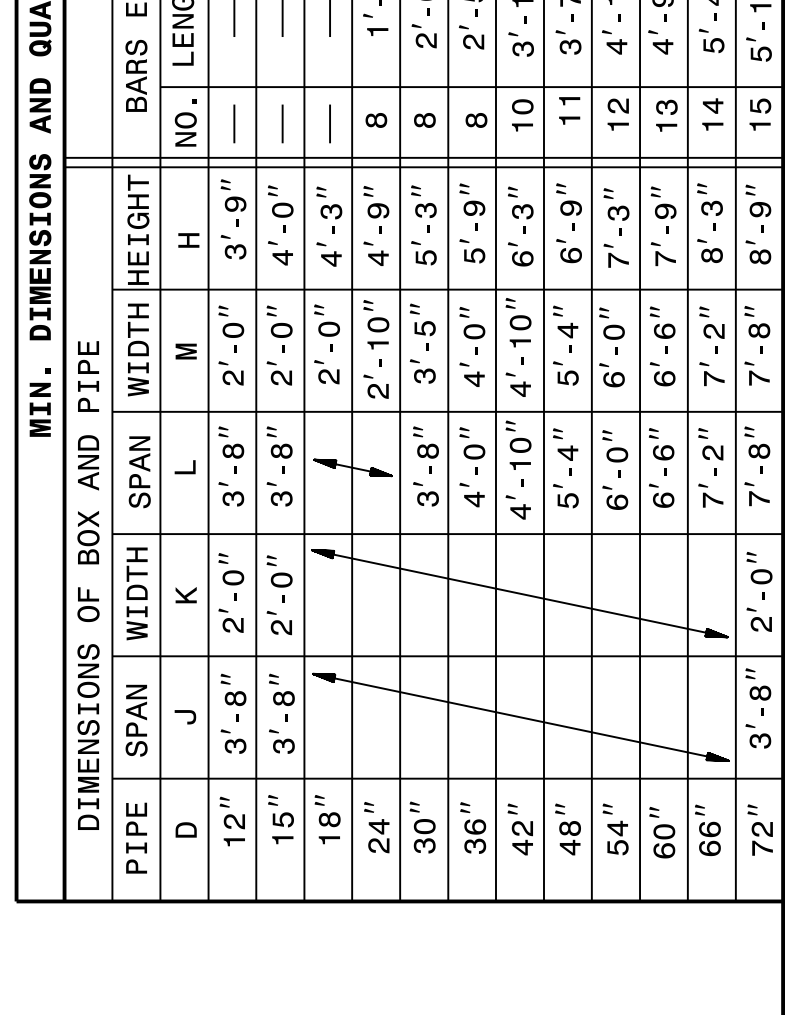 MIN. DIMENSIONS AND QUA
DIMENSIONS OF BOX AND PIPE
PIPE SPAN WIDTH SPAN WIDTH HEIGHT BARS E
D J K L M H NO. LENG
12" 3'-8" 2'-0" 3'-8" 2'-0" 3'-9" — —
15" 3'-8" 2'-0" 3'-8" 2'-0" 4'-0" — —
18" 2'-0" 4'-3" — —
24" 2'-10" 4'-9" 8 1'-
30" 3'-8" 3'-5" 5'-3" 8 2'-
36" 4'-0" 4'-0" 5'-9" 8 2'-
42" 4'-10" 4'-10" 6'-3" 10 3'-1
48" 5'-4" 5'-4" 6'-9" 11 3'-7
54" 6'-0" 6'-0" 7'-3" 12 4'-
60" 6'-6" 6'-6" 7'-9" 13 4'-9
66" 7'-2" 7'-2" 8'-3" 14 5'-4
72" 3'-8" 2'-0" 7'-8" 7'-8" 8'-9" 15 5'-1